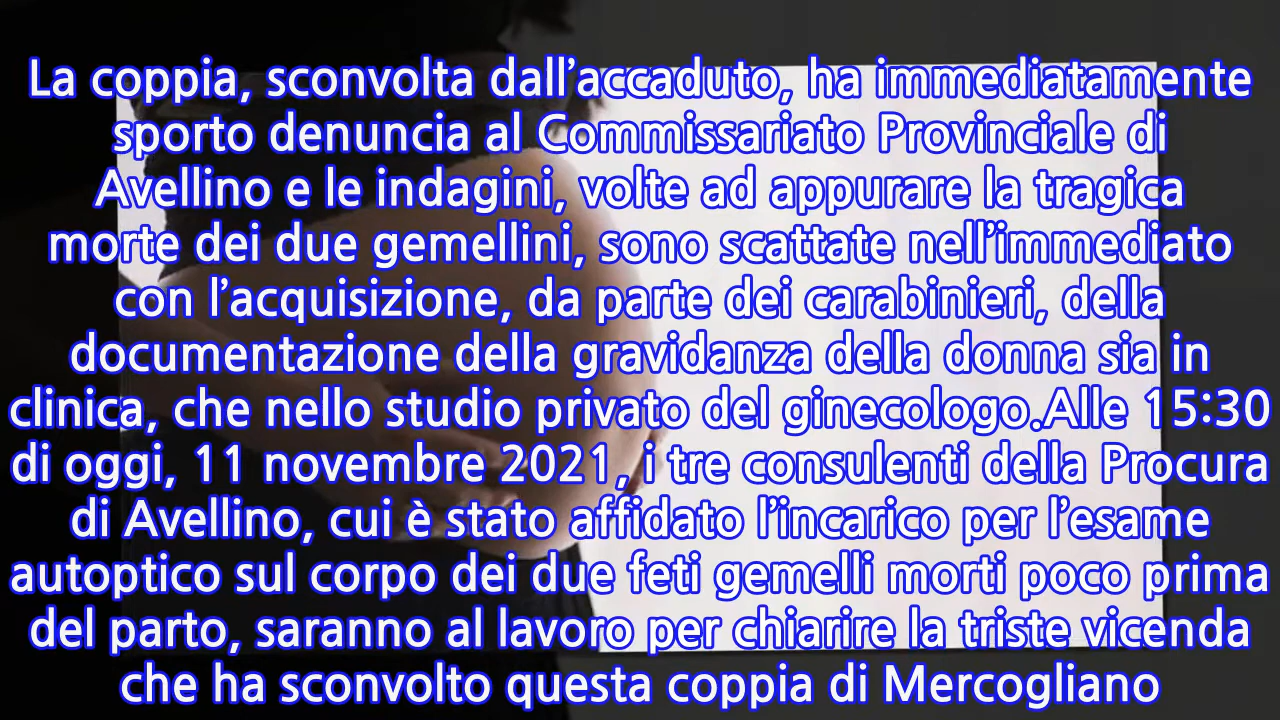 La coppia, sconvolta dall’accaduto, ha immediatamente
sporto denuncia al Commissariato Provinciale di
Avellino e le indagini, volte ad appurare la tragica
morte dei due gemellini, sono scattate nell’immediato
con l’acquisizione, da parte dei carabinieri, della
documentazione della gravidanza della donna sia in
clinica, che nello studio privato del ginecologo.Alle 15:30
di oggi, 11 novembre 2021, i tre consulenti della Procura
di Avellino, cui è stato affidato l’incarico per l’esame
autoptico sul corpo dei due feti gemelli morti poco prima
del parto, saranno al lavoro per chiarire la triste vicenda
che ha sconvolto questa coppia di Mercogliano